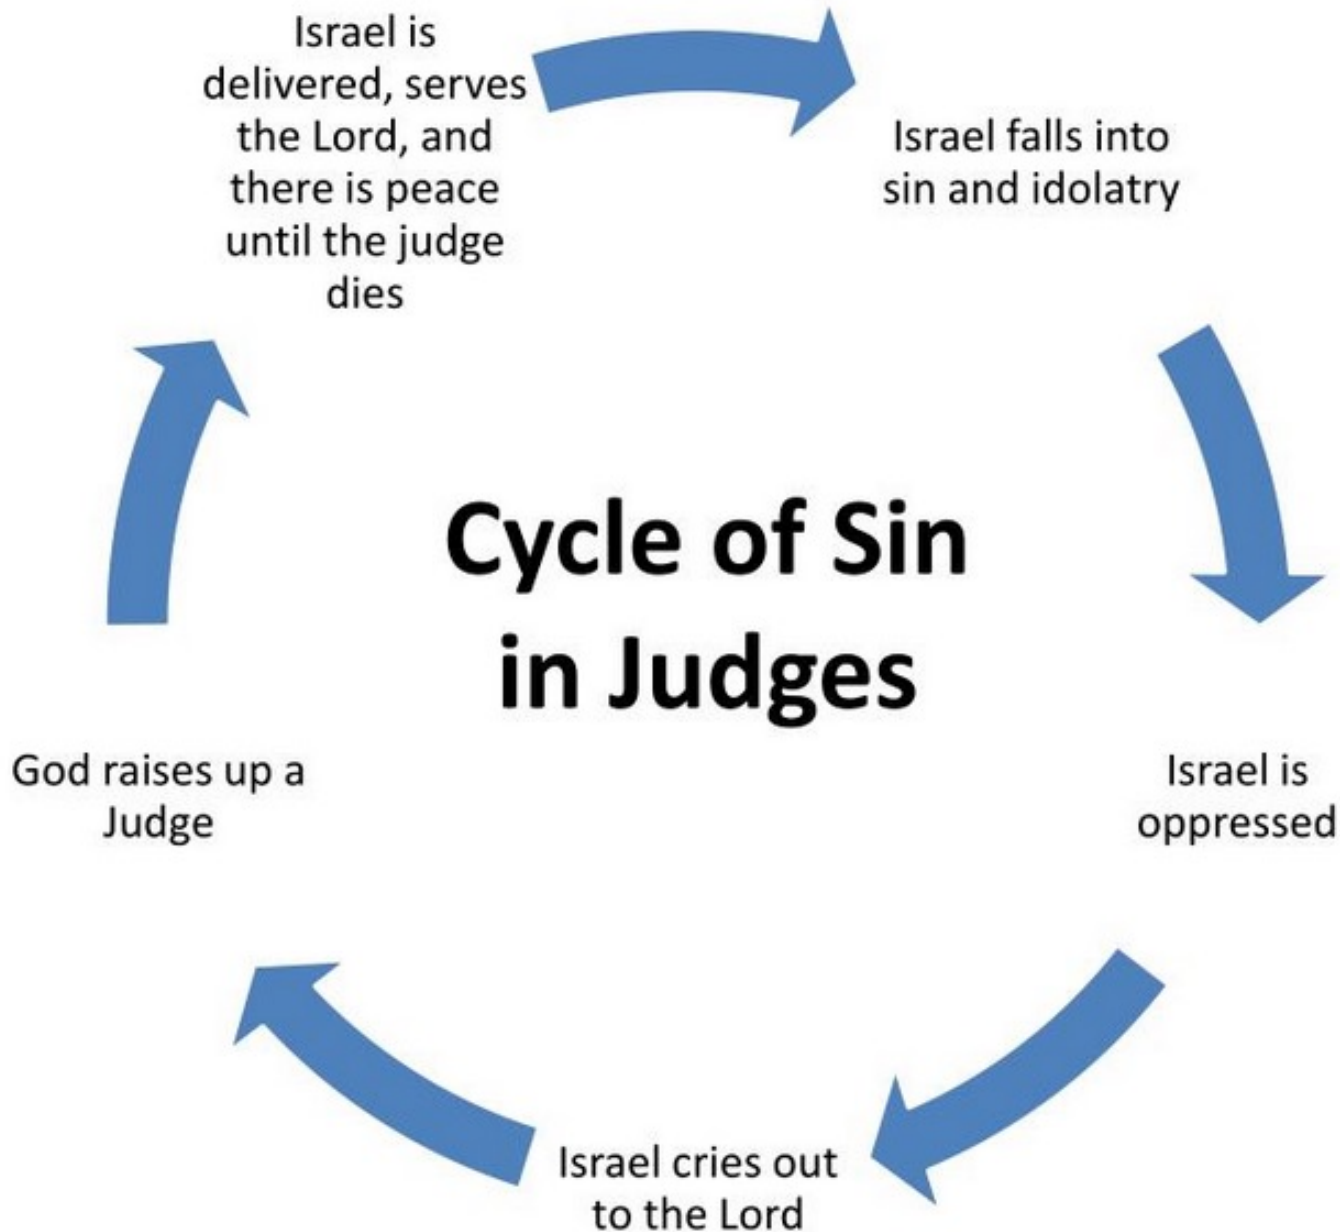 Israel is
delivered, serves
the Lord, and
there is peace
until the judge
dies
Israel falls into
sin and idolatry
Cycle of Sin
in Judges
God raises up a
Judge
Israel is
oppressed
Israel cries out
to the Lord